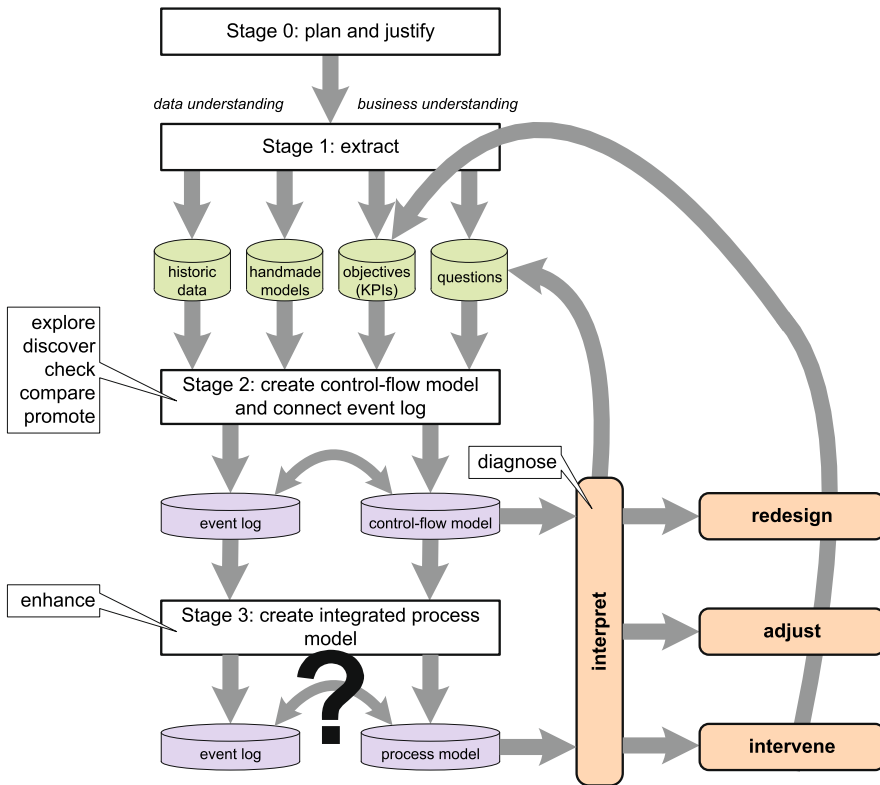 Stage 0: plan and justify
data understanding
business understanding
Stage 1: extract
historic
data
handmade
models
objectives
(KPIs)
questions
explore
discover
check
compare
promote
Stage 2: create control-flow model
and connect event log
diagnose
event log
control-flow model
redesign
enhance
Stage 3: create integrated process
model
interpret
adjust
?
event log
process model
intervene